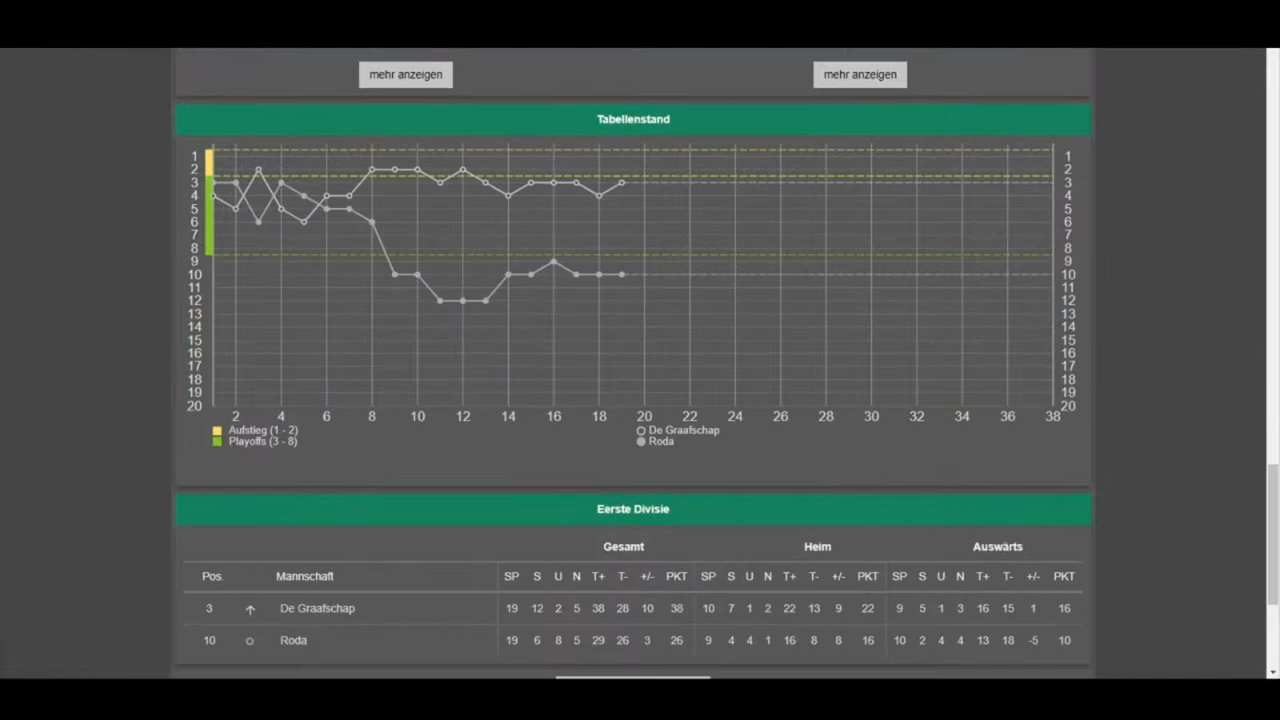 mehr anzeigen mehr anzeigen
Tabellenstand
1 1
2 2
3 3
4 4
5 5
6 6
7 7
8 8
9 9
10 10
11 11
12 12
13 13
14 14
15 15
16 16
17 17
18 18
19 19
20 20
2 4 6 8 10 12 14 16 18 20 22 24 26 28 30 32 34 36 38
Aufstieg (1 - 2) De Graafschap
Playoffs (3 - 8) Roda
Eerste Divisie
Gesamt Heim Auswärts
Pos. Mannschaft SP S U N T+ T- +/- PKT SP S U N T+ T- +/- PKT SP S U N T+ T- +/- PKT
3 De Graafschap 19 12 2 5 38 28 10 38 10 7 1 2 22 13 9 22 9 5 1 3 16 15 1 16
10 Roda 19 6 8 5 29 26 3 26 9 4 4 1 16 8 8 16 10 2 4 4 13 18 -5 10